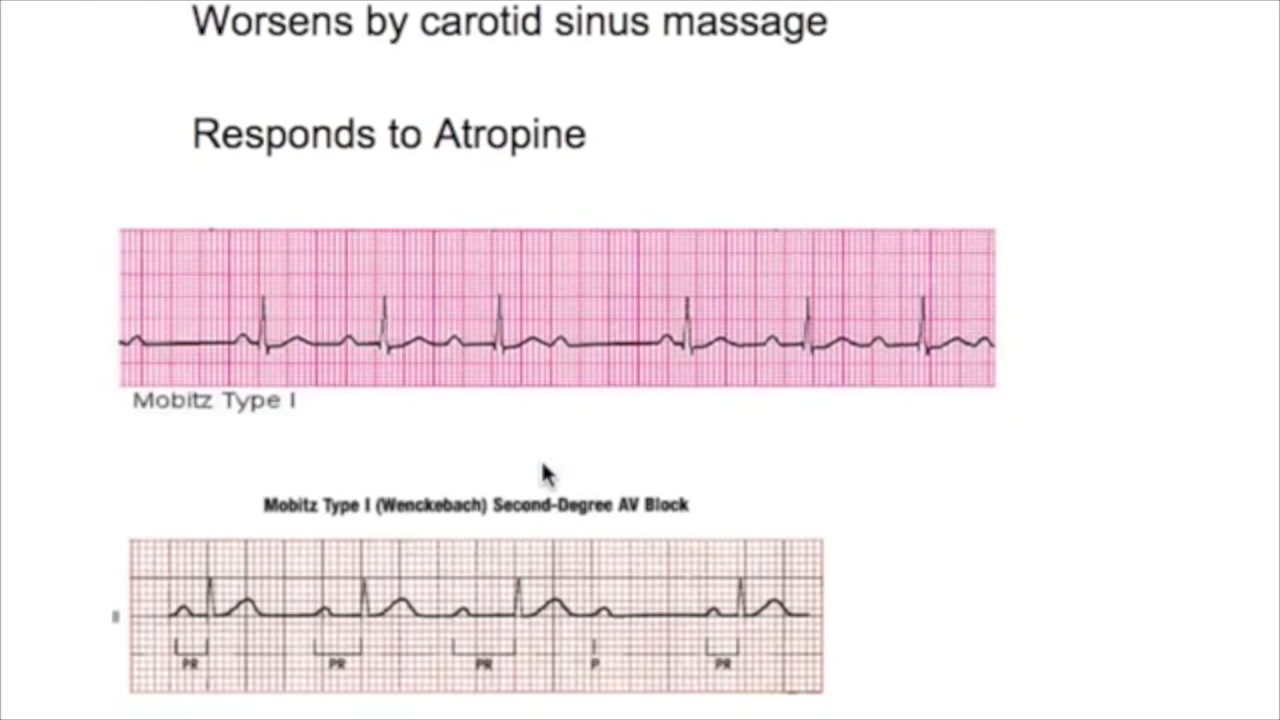 Worsens by carotid sinus massage
Responds to Atropine
Mobitz Type I
Mobitz Type I (Wenckebach) Second-Degree AV Block
II
PR PR PR P PR